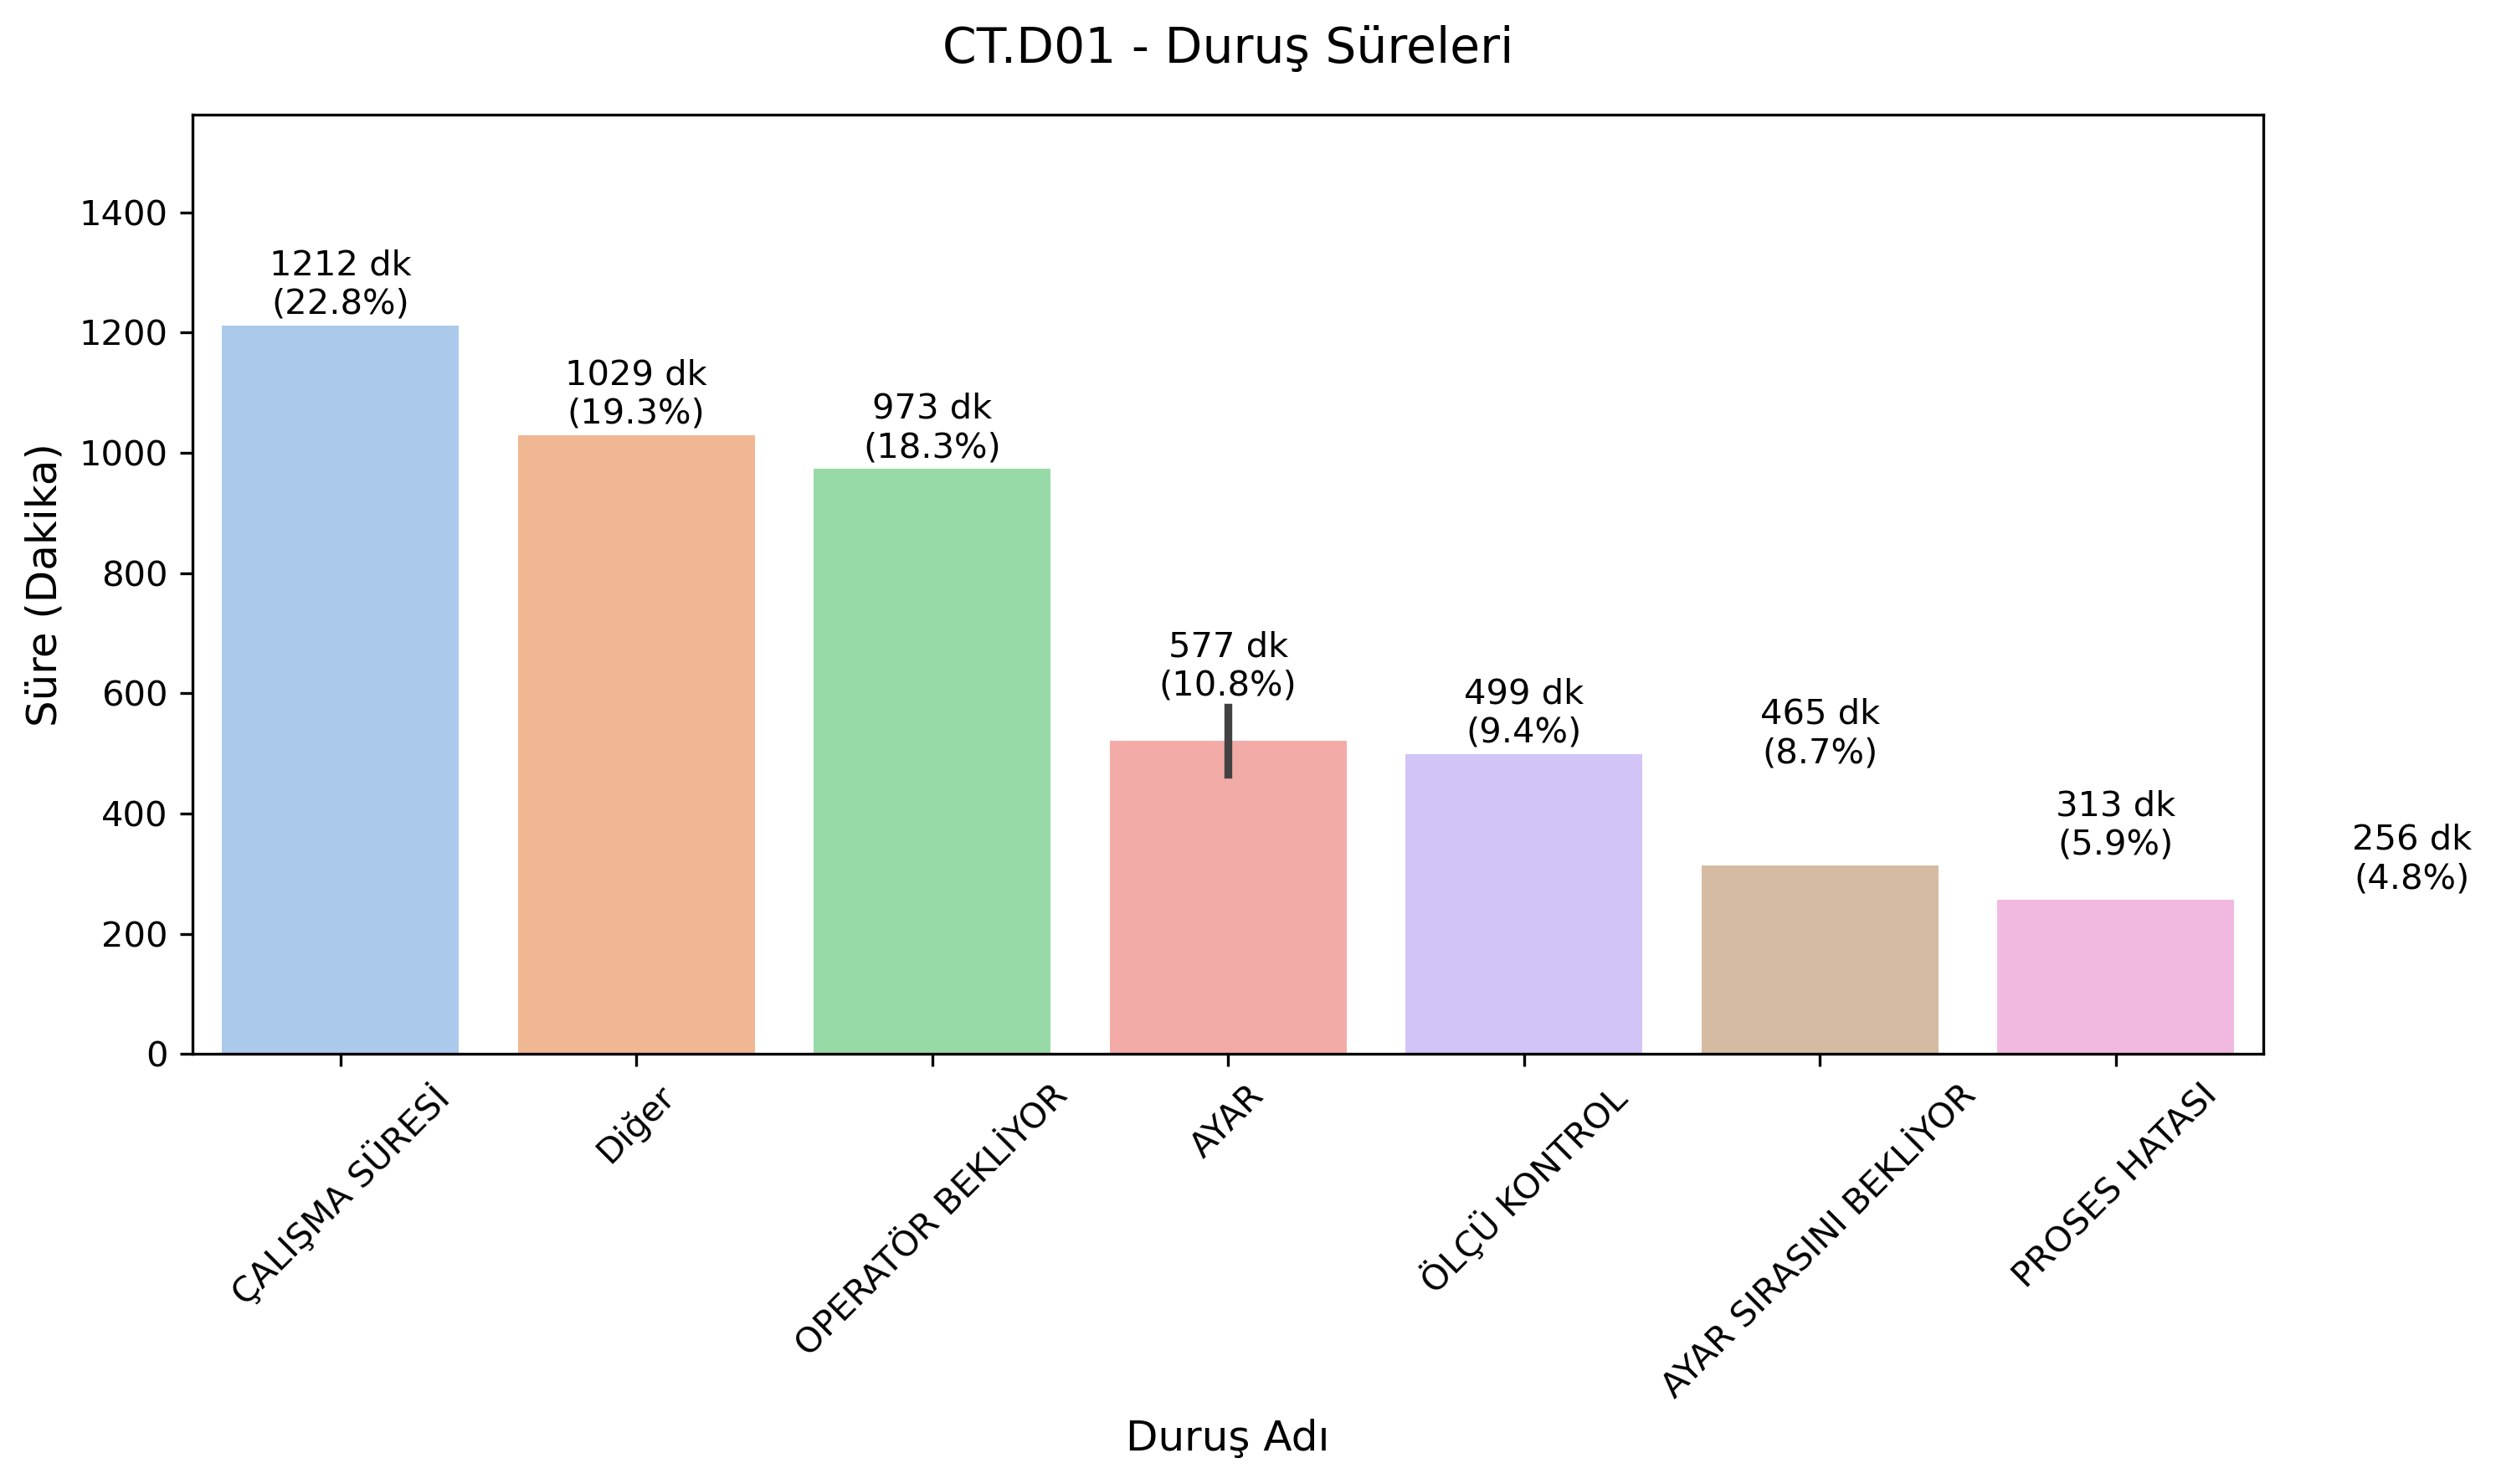 CT.D01 - Duruş Süreleri
Süre (Dakika)
1400
1200
1000
800
600
400
200
0
1212 dk
(22.8%)
1029 dk
(19.3%)
973 dk
(18.3%)
577 dk
(10.8%)
499 dk
(9.4%)
465 dk
(8.7%)
313 dk
(5.9%)
256 dk
(4.8%)
ÇALIŞMA SÜRESİ
Diğer
OPERATÖR BEKLİYOR
AYAR
ÖLÇÜ KONTROL
AYAR SIRASINI BEKLİYOR
PROSES HATASI
Duruş Adı